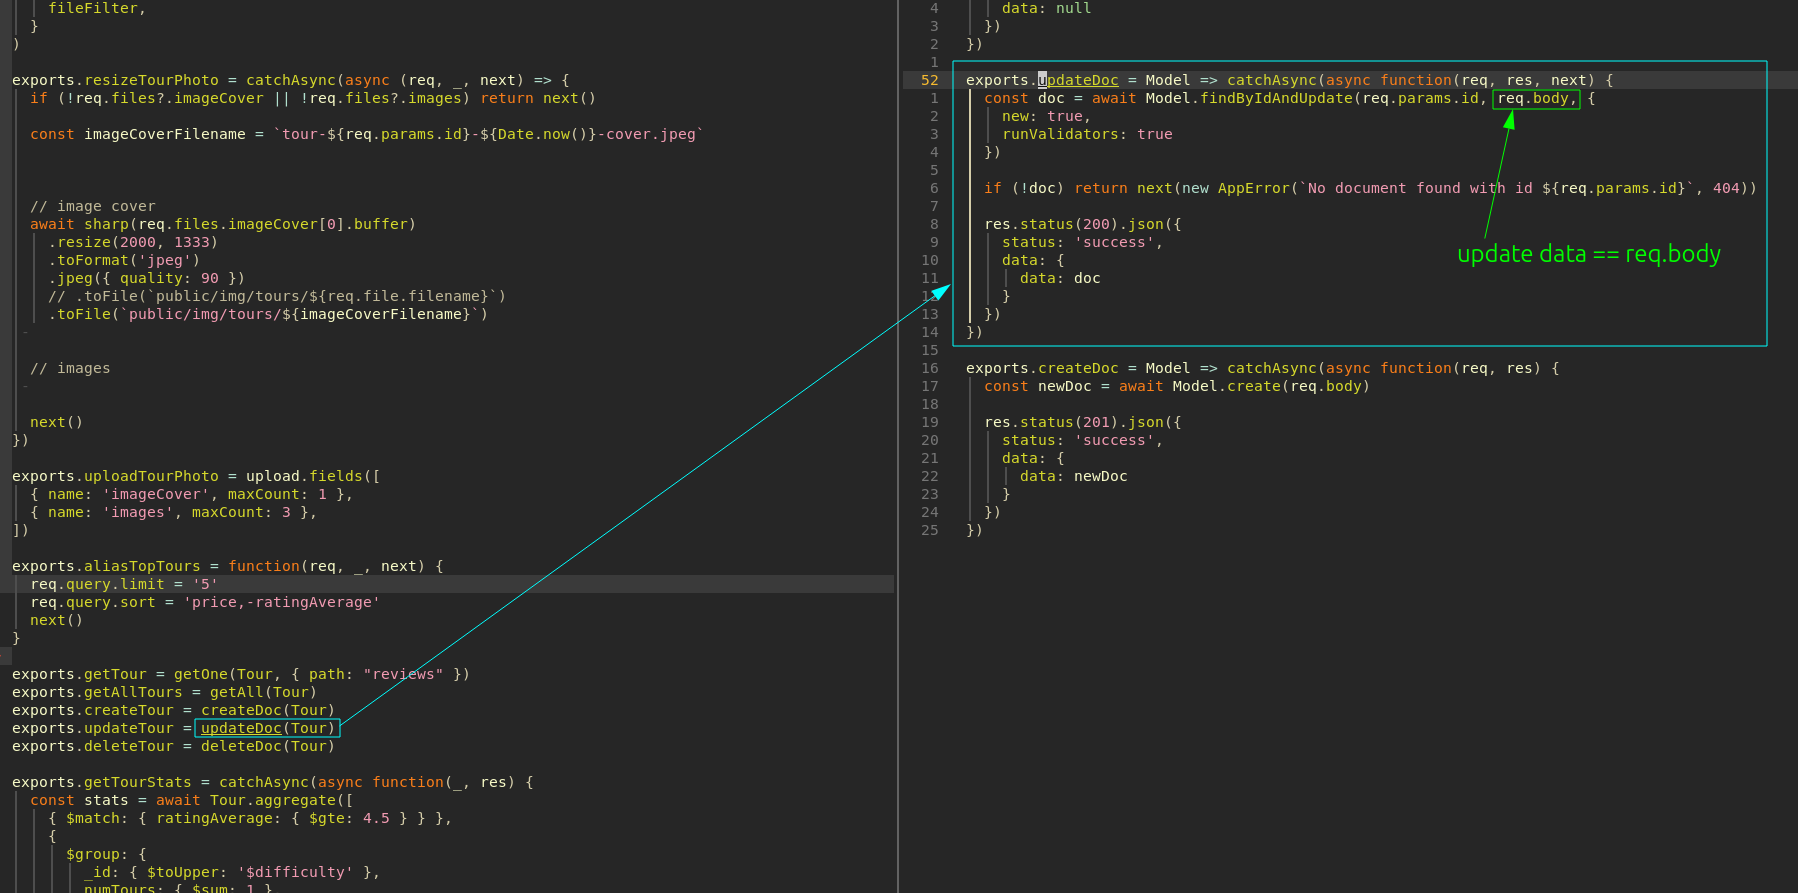 fileFilter,
}
)
exports.resizeTourPhoto = catchAsync(async (req, _, next) => {
if (!req.files?.imageCover || !req.files?.images) return next()
const imageCoverFilename = `tour-${req.params.id}-${Date.now()}-cover.jpeg`
// image cover
await sharp(req.files.imageCover[0].buffer)
.resize(2000, 1333)
.toFormat('jpeg')
.jpeg({ quality: 90 })
// .toFile(`public/img/tours/${req.file.filename}`)
.toFile(`public/img/tours/${imageCoverFilename}`)
// images
next()
})
exports.uploadTourPhoto = upload.fields([
{ name: 'imageCover', maxCount: 1 },
{ name: 'images', maxCount: 3 },
])
exports.aliasTopTours = function(req, _, next) {
req.query.limit = '5'
req.query.sort = 'price,-ratingAverage'
next()
}
exports.getTour = getOne(Tour, { path: "reviews" })
exports.getAllTours = getAll(Tour)
exports.createTour = createDoc(Tour)
exports.updateTour = updateDoc(Tour)
exports.deleteTour = deleteDoc(Tour)
exports.getTourStats = catchAsync(async function(_, res) {
const stats = await Tour.aggregate([
{ $match: { ratingAverage: { $gte: 4.5 } } },
{
$group: {
_id: { $toUpper: '$difficulty' },
numTours: { $sum: 1 }
4 data: null
3 })
2 })
1
52 exports.updateDoc = Model => catchAsync(async function(req, res, next) {
1 const doc = await Model.findByIdAndUpdate(req.params.id, req.body, {
2 new: true,
3 runValidators: true
4 })
5
6 if (!doc) return next(new AppError(`No document found with id ${req.params.id}`, 404))
7
8 res.status(200).json({
9 status: 'success',
10 data: {
11 data: doc
12 }
13 })
14 })
15
16 exports.createDoc = Model => catchAsync(async function(req, res) {
17 const newDoc = await Model.create(req.body)
18
19 res.status(201).json({
20 status: 'success',
21 data: {
22 data: newDoc
23 }
24 })
25 })
update data == req.body